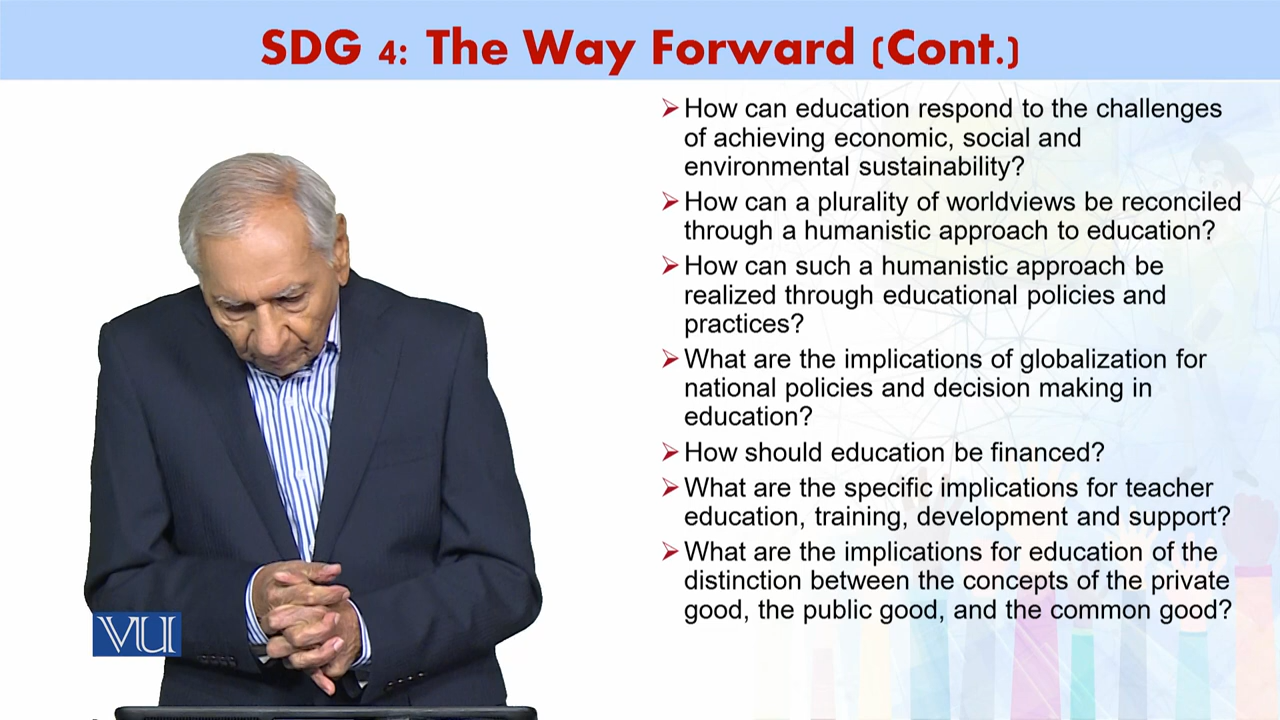 SDG 4: The Way Forward (Cont.)
➢How can education respond to the challenges
of achieving economic, social and
environmental sustainability?
➢How can a plurality of worldviews be reconciled
through a humanistic approach to education?
➢How can such a humanistic approach be
realized through educational policies and
practices?
➢What are the implications of globalization for
national policies and decision making in
education?
➢How should education be financed?
➢What are the specific implications for teacher
education, training, development and support?
➢What are the implications for education of the
distinction between the concepts of the private
good, the public good, and the common good?
VU